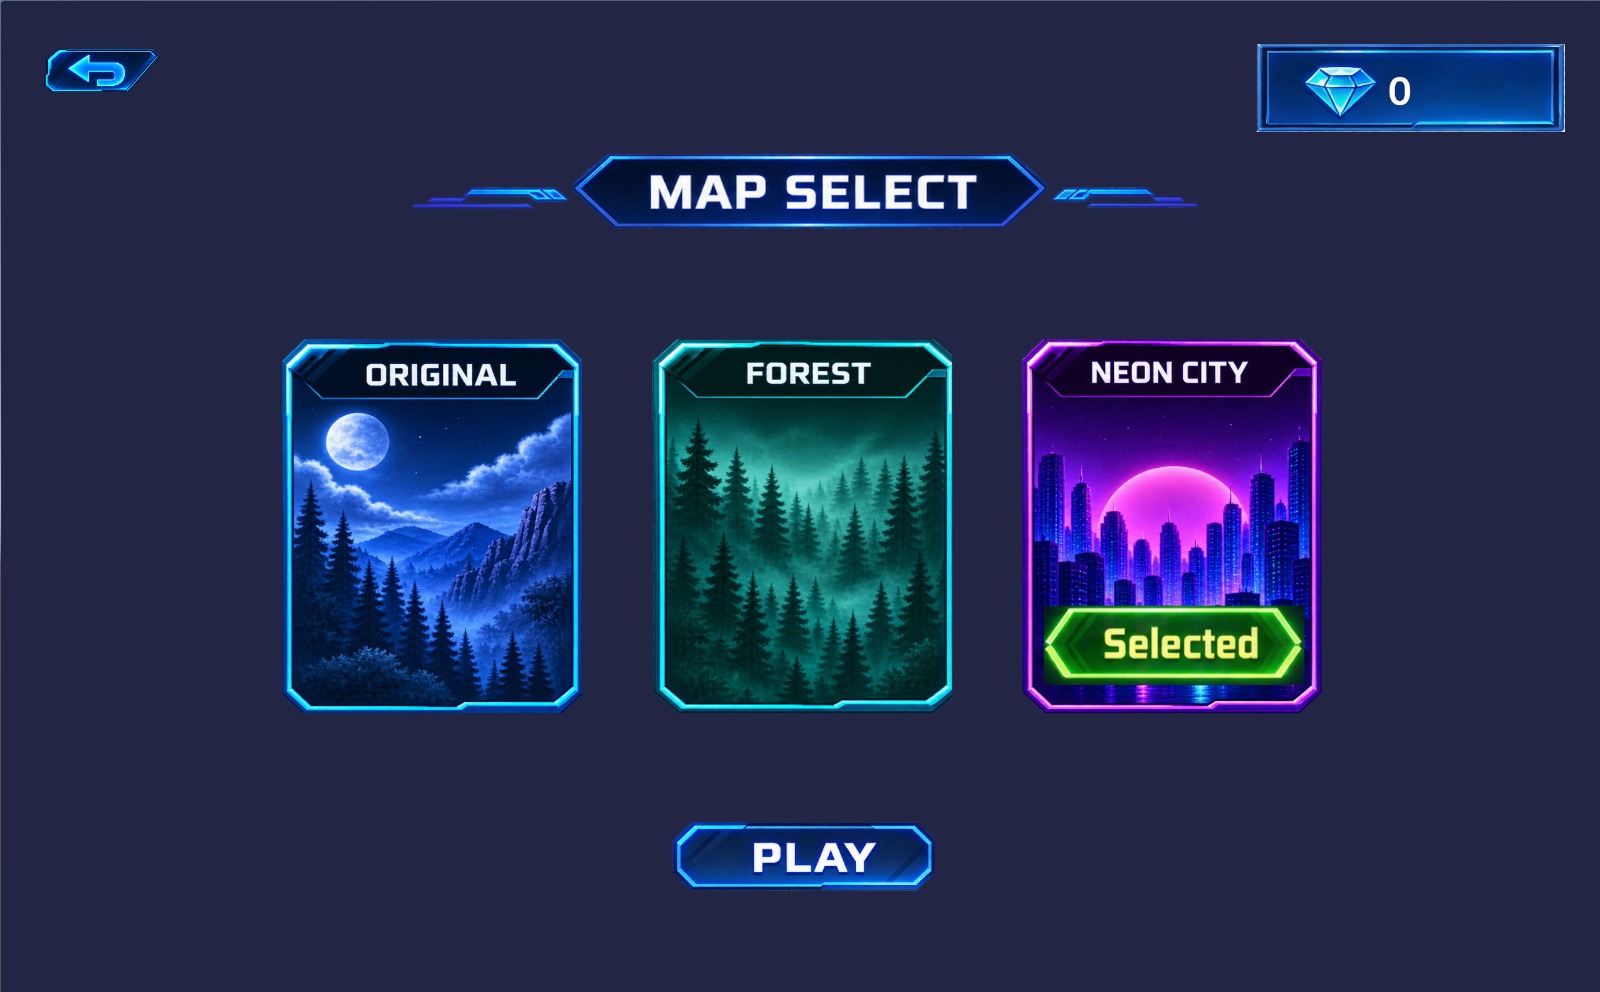 0
MAP SELECT
ORIGINAL
FOREST
NEON CITY
Selected
PLAY